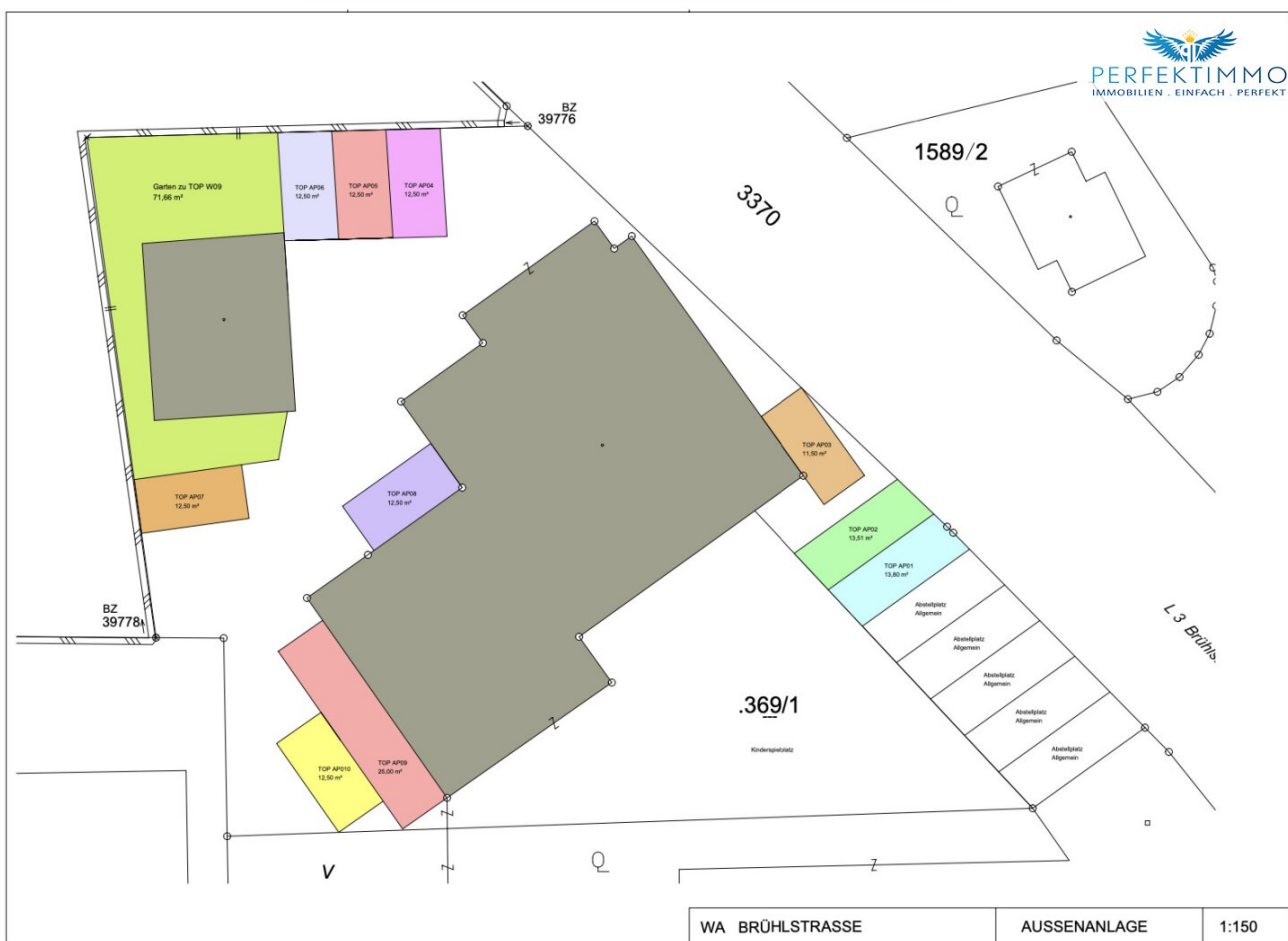 PERFEKTIMMO
IMMOBILIEN . EINFACH . PERFEKT
BZ
39776
1589/2
3370
Garten zu TOP W09
71,66 m²
TOP AP06
12,50 m²
TOP AP05
12,50 m²
TOP AP04
12,50 m²
TOP AP03
11,50 m²
TOP AP07
12,50 m²
TOP AP08
12,50 m²
TOP AP02
13,51 m²
TOP AP01
13,80 m²
BZ
39778
Abstellplatz
Allgemein
Abstellplatz
Allgemein
Abstellplatz
Allgemein
Abstellplatz
Allgemein
Abstellplatz
Allgemein
L 3 Brühls
.369/1
Kinderspielplatz
TOP AP010
12,50 m²
TOP AP09
25,00 m²
V
WA BRÜHLSTRASSE
AUSSENANLAGE
1:150